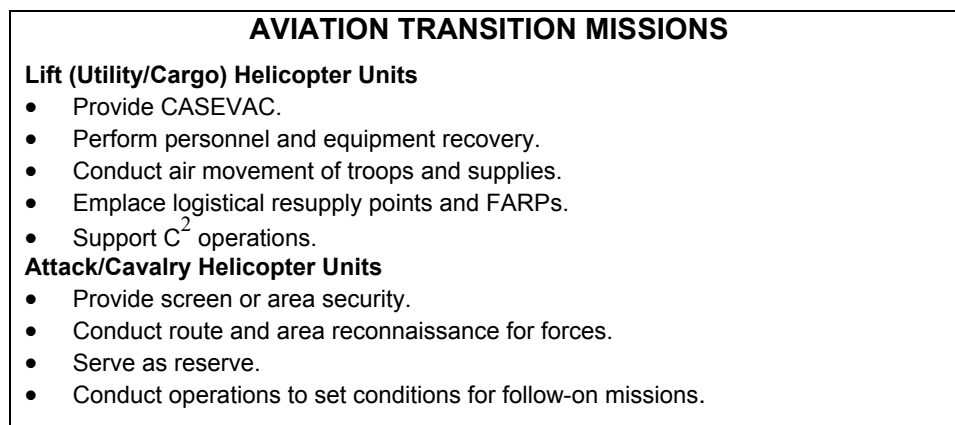 AVIATION TRANSITION MISSIONS
Lift (Utility/Cargo) Helicopter Units
• Provide CASEVAC.
• Perform personnel and equipment recovery.
• Conduct air movement of troops and supplies.
• Emplace logistical resupply points and FARPs.
• Support C² operations.
Attack/Cavalry Helicopter Units
• Provide screen or area security.
• Conduct route and area reconnaissance for forces.
• Serve as reserve.
• Conduct operations to set conditions for follow-on missions.